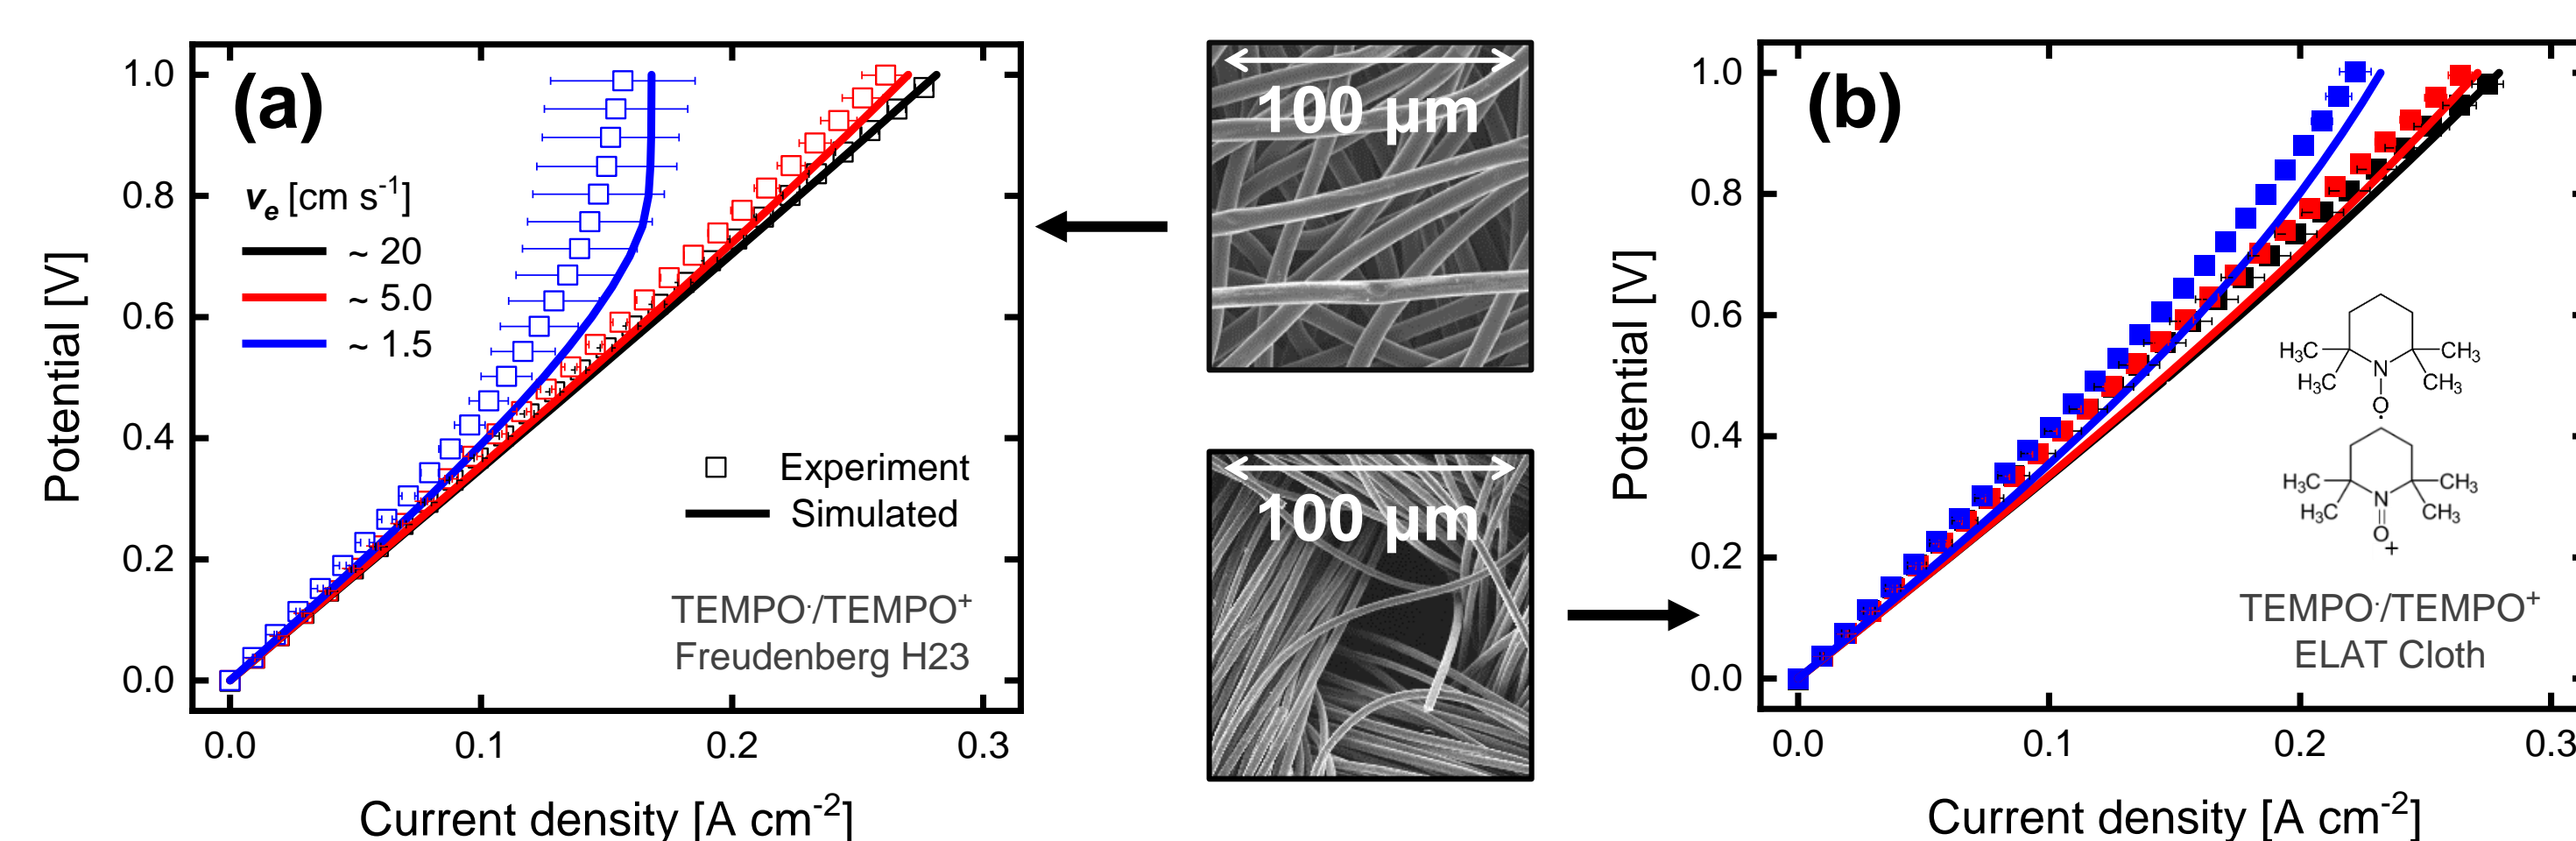 (a)
1.0
0.8
0.6
0.4
0.2
0.0
Potential [V]
vₑ [cm s⁻¹]
~ 20
~ 5.0
~ 1.5
Experiment
Simulated
TEMPO·/TEMPO⁺
Freudenberg H23
0.0 0.1 0.2 0.3
Current density [A cm⁻²]
100 µm
100 µm
(b)
1.0
0.8
0.6
0.4
0.2
0.0
Potential [V]
H₃C CH₃
H₃C N CH₃
O·
H₃C CH₃
H₃C N CH₃
O
+
TEMPO·/TEMPO⁺
ELAT Cloth
0.0 0.1 0.2 0.3
Current density [A cm⁻²]